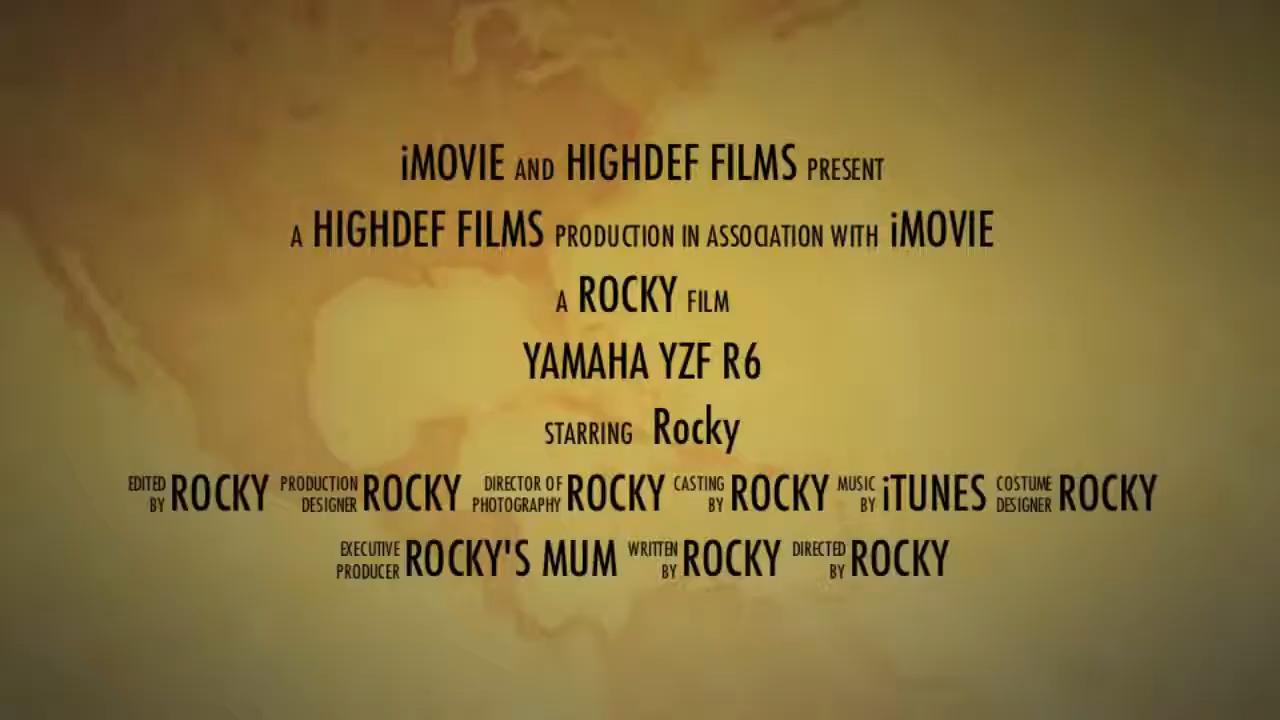 iMOVIE AND HIGHDEF FILMS PRESENT
A HIGHDEF FILMS PRODUCTION IN ASSOCIATION WITH iMOVIE
A ROCKY FILM
YAMAHA YZF R6
STARRING Rocky
EDITED BY ROCKY PRODUCTION DESIGNER ROCKY DIRECTOR OF PHOTOGRAPHY ROCKY CASTING BY ROCKY MUSIC BY iTUNES COSTUME DESIGNER ROCKY
EXECUTIVE PRODUCER ROCKY'S MUM WRITTEN BY ROCKY DIRECTED BY ROCKY